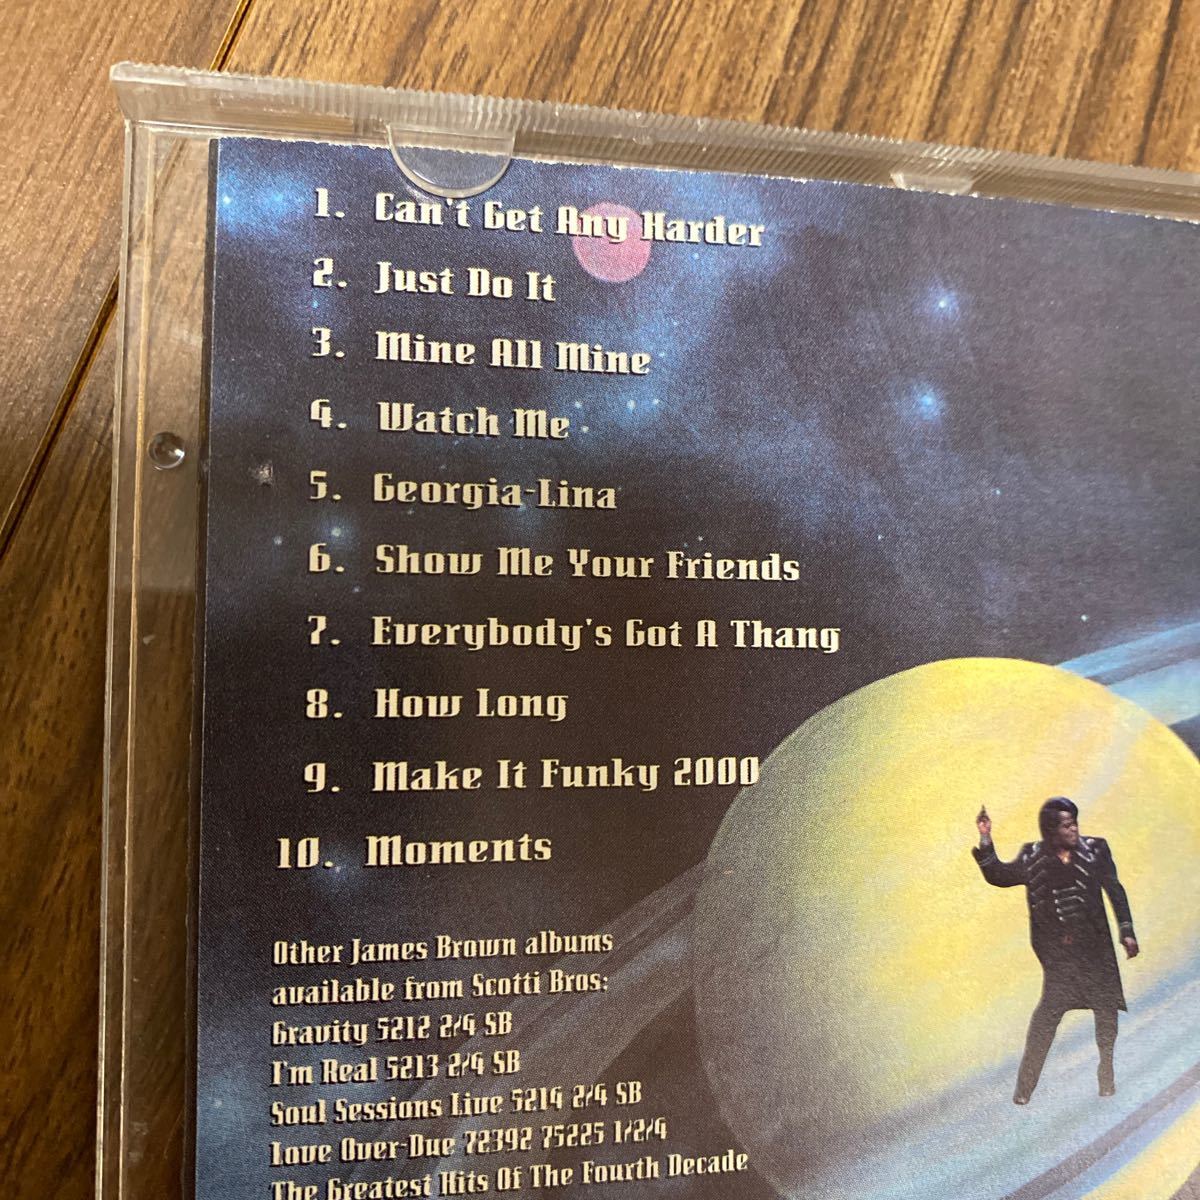 1. Can't Get Any Harder
2. Just Do It
3. Mine All Mine
4. Watch Me
5. Georgia-Lina
6. Show Me Your Friends
7. Everybody's Got A Thang
8. How Long
9. Make It Funky 2000
10. Moments
Other James Brown albums
available from Scotti Bros:
Gravity 5212 2/4 SB
I'm Real 5213 2/4 SB
Soul Sessions Live 5214 2/4 SB
Love Over-Due 72392 75225 1/2/4
The Greatest Hits Of The Fourth Decade